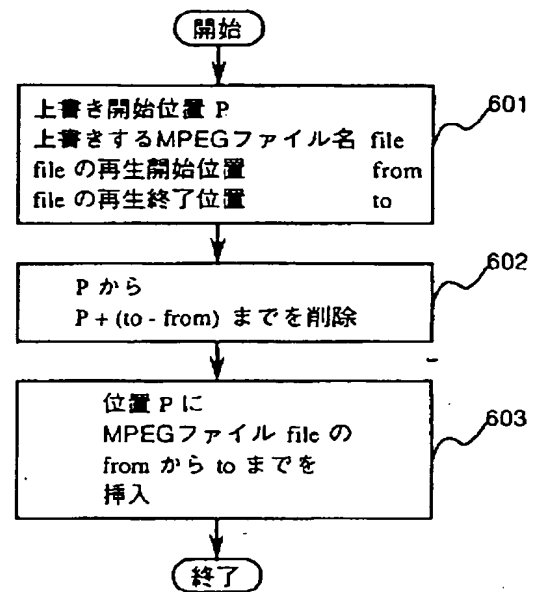 開始
上書き開始位置 P
上書きするMPEGファイル名 file
file の再生開始位置 from
file の再生終了位置 to
601
P から
P + (to - from) までを削除
602
位置 P に
MPEGファイル file の
from から to までを
挿入
603
終了